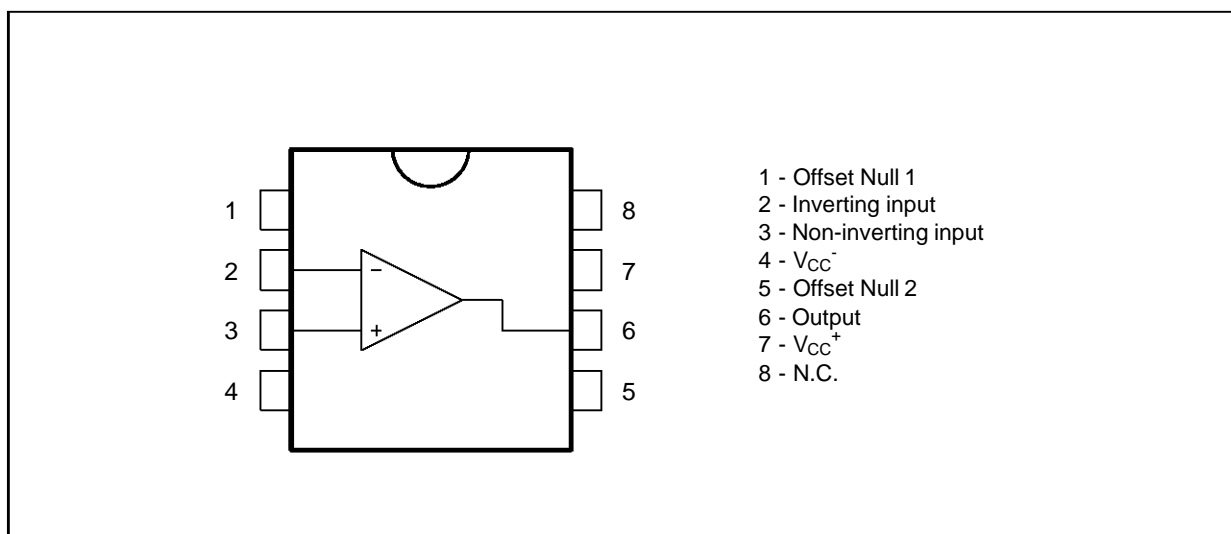 1
2
3
4
8
7
6
5
−
+
1 - Offset Null 1
2 - Inverting input
3 - Non-inverting input
4 - VCC-
5 - Offset Null 2
6 - Output
7 - VCC+
8 - N.C.